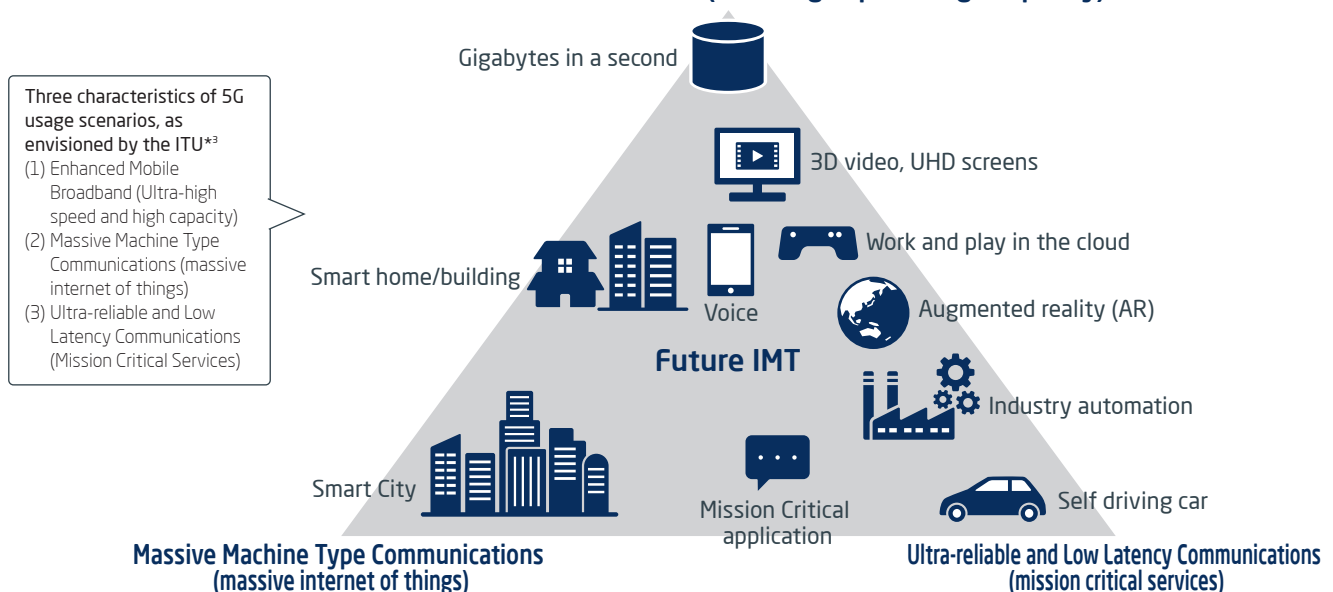 Gigabytes in a second
Three characteristics of 5G
usage scenarios, as
envisioned by the ITU*3
(1) Enhanced Mobile
Broadband (Ultra-high
speed and high capacity)
(2) Massive Machine Type
Communications (massive
internet of things)
(3) Ultra-reliable and Low
Latency Communications
(Mission Critical Services)
3D video, UHD screens
Smart home/building
Voice
Work and play in the cloud
Augmented reality (AR)
Future IMT
Industry automation
Smart City
Mission Critical
application
Self driving car
Massive Machine Type Communications
(massive internet of things)
Ultra-reliable and Low Latency Communications
(mission critical services)